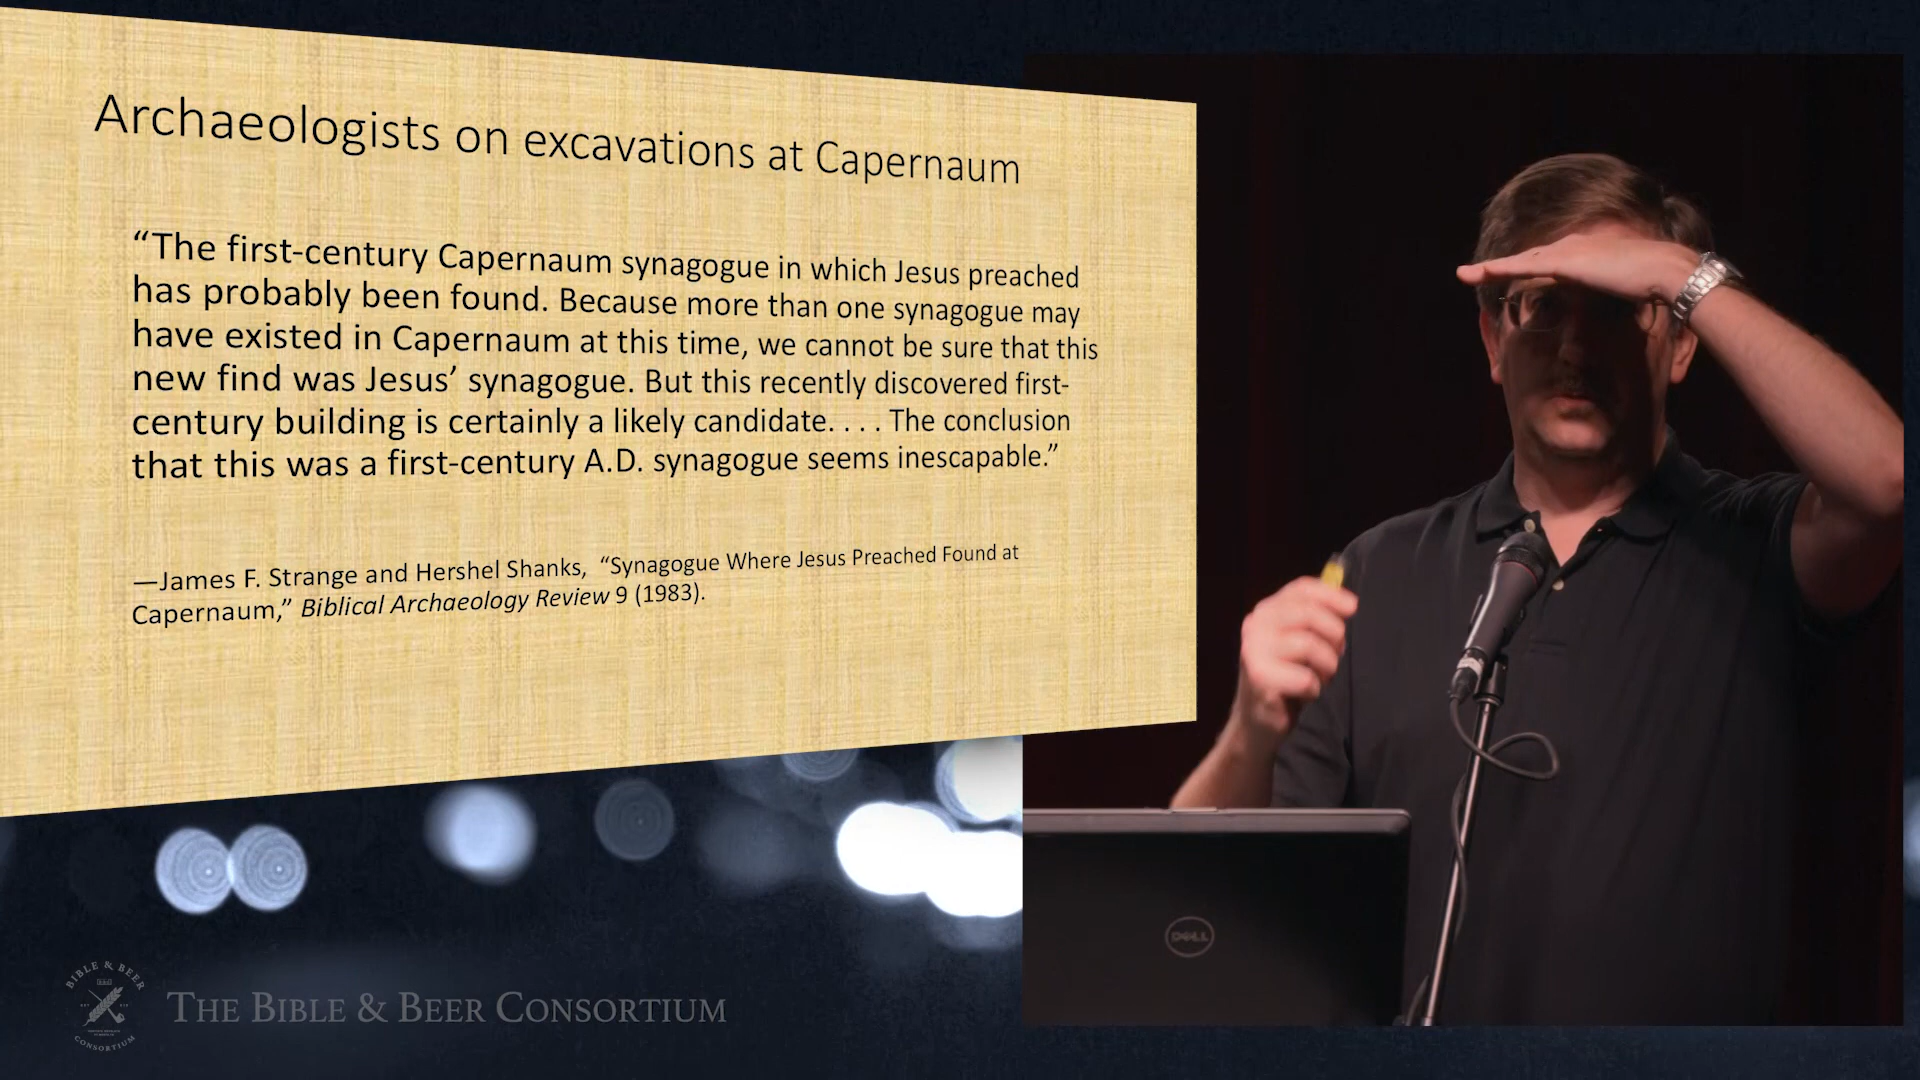 Archaeologists on excavations at Capernaum
“The first-century Capernaum synagogue in which Jesus preached
has probably been found. Because more than one synagogue may
have existed in Capernaum at this time, we cannot be sure that this
new find was Jesus’ synagogue. But this recently discovered first-
century building is certainly a likely candidate. . . . The conclusion
that this was a first-century A.D. synagogue seems inescapable.”
—James F. Strange and Hershel Shanks, “Synagogue Where Jesus Preached Found at
Capernaum,” Biblical Archaeology Review 9 (1983).
DELL
BIBLE & BEER
CONSORTIUM
THE BIBLE & BEER CONSORTIUM